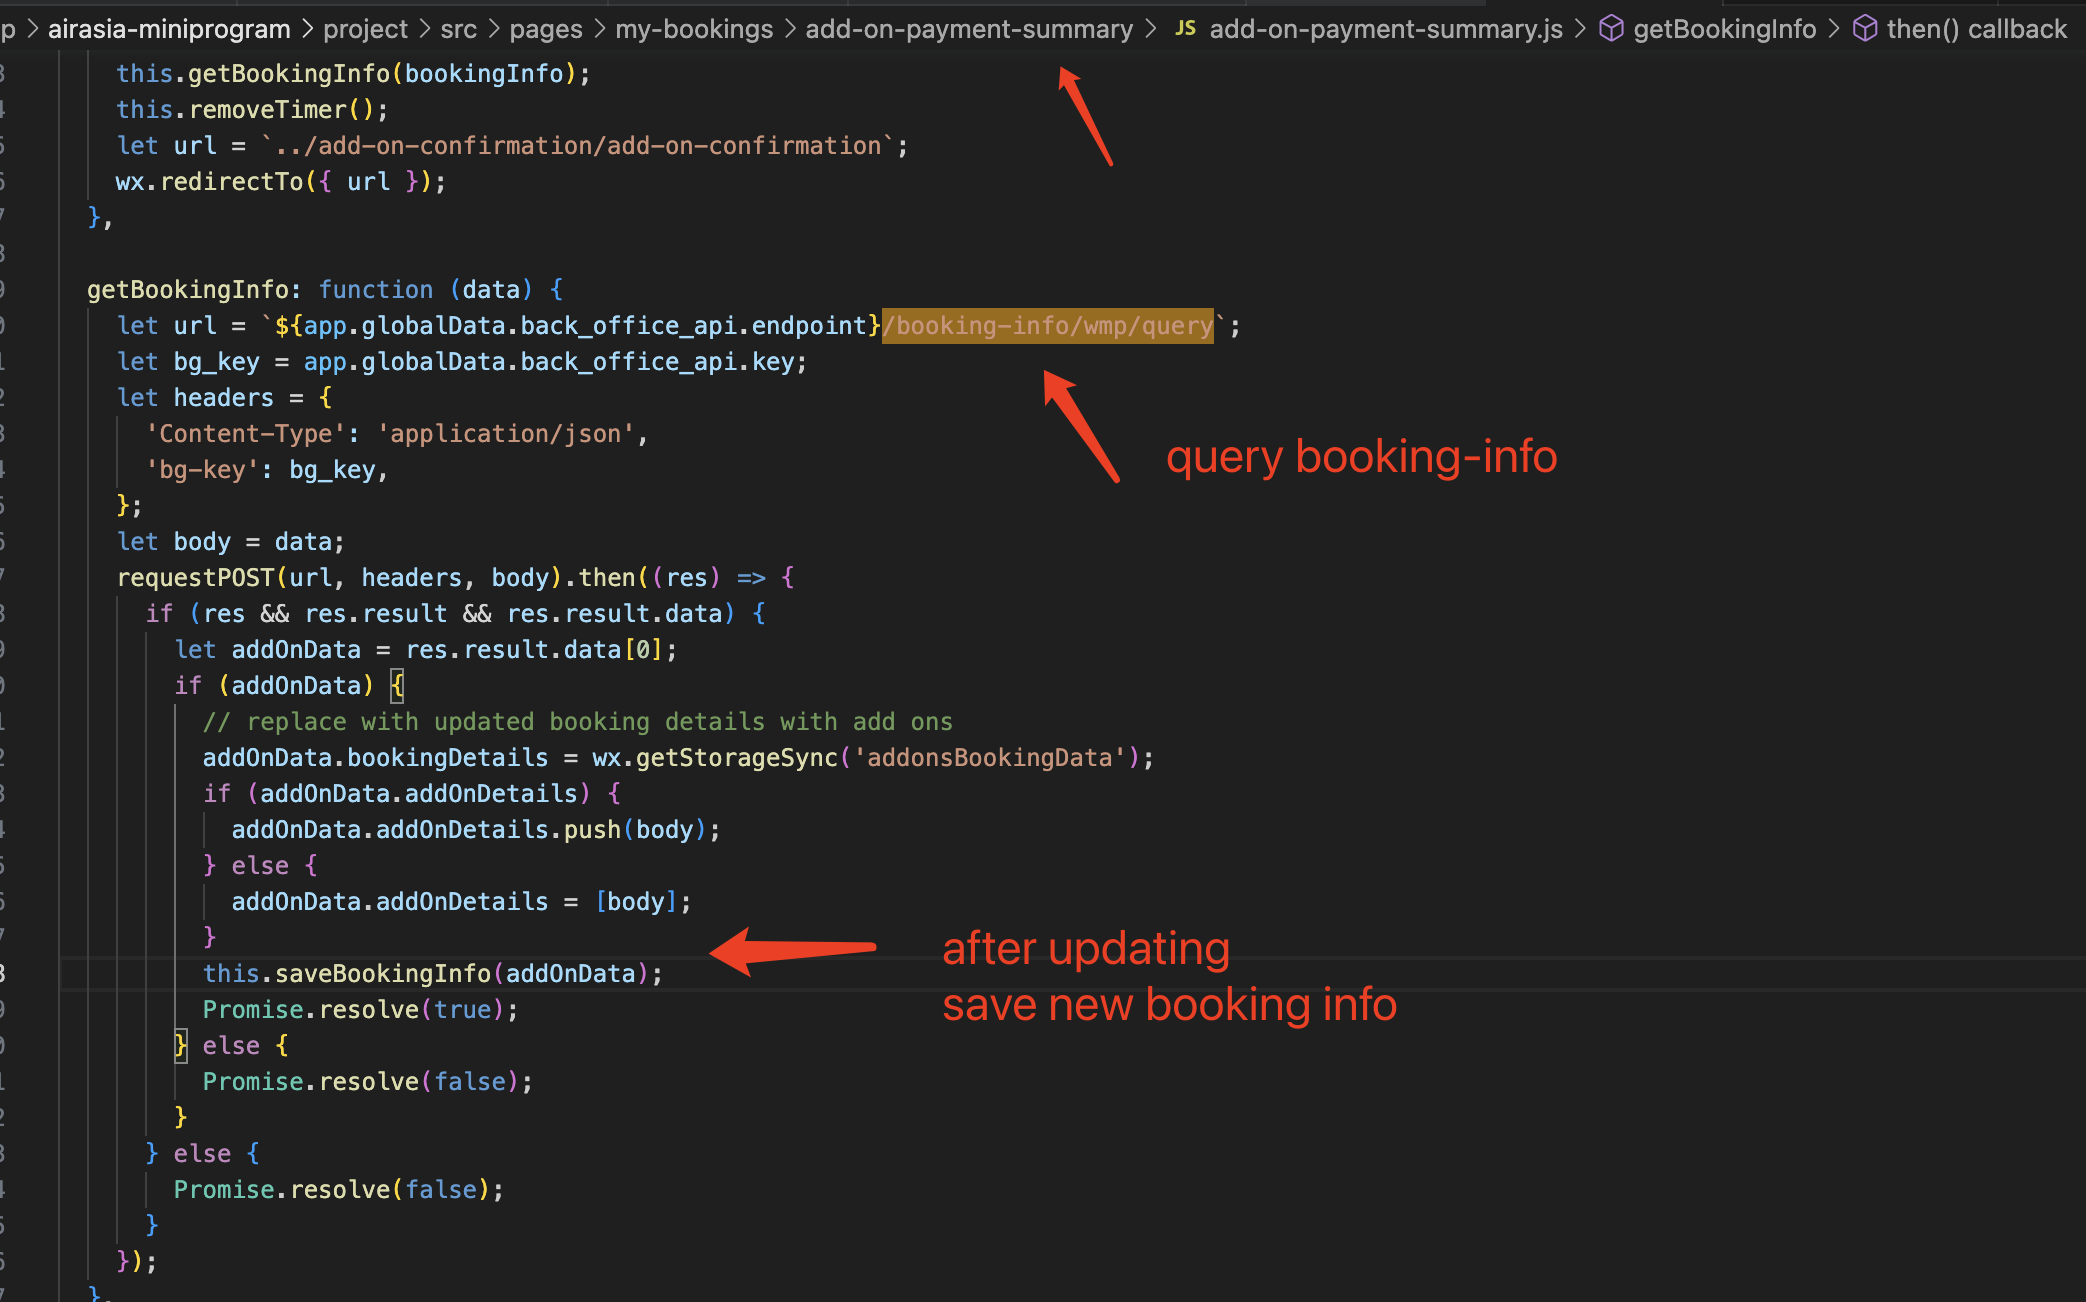 p > airasia-miniprogram > project > src > pages > my-bookings > add-on-payment-summary > JS add-on-payment-summary.js > getBookingInfo > then() callback
this.getBookingInfo(bookingInfo);
this.removeTimer();
let url = `../add-on-confirmation/add-on-confirmation`;
wx.redirectTo({ url });
},
getBookingInfo: function (data) {
let url = `${app.globalData.back_office_api.endpoint}/booking-info/wmp/query`;
let bg_key = app.globalData.back_office_api.key;
let headers = {
'Content-Type': 'application/json',
'bg-key': bg_key,
query booking-info
};
let body = data;
requestPOST(url, headers, body).then((res) => {
if (res && res.result && res.result.data) {
let addOnData = res.result.data[0];
if (addOnData) {
// replace with updated booking details with add ons
addOnData.bookingDetails = wx.getStorageSync('addonsBookingData');
if (addOnData.addOnDetails) {
addOnData.addOnDetails.push(body);
} else {
addOnData.addOnDetails = [body];
}
after updating
this.saveBookingInfo(addOnData);
save new booking info
Promise.resolve(true);
} else {
Promise.resolve(false);
}
} else {
Promise.resolve(false);
}
});